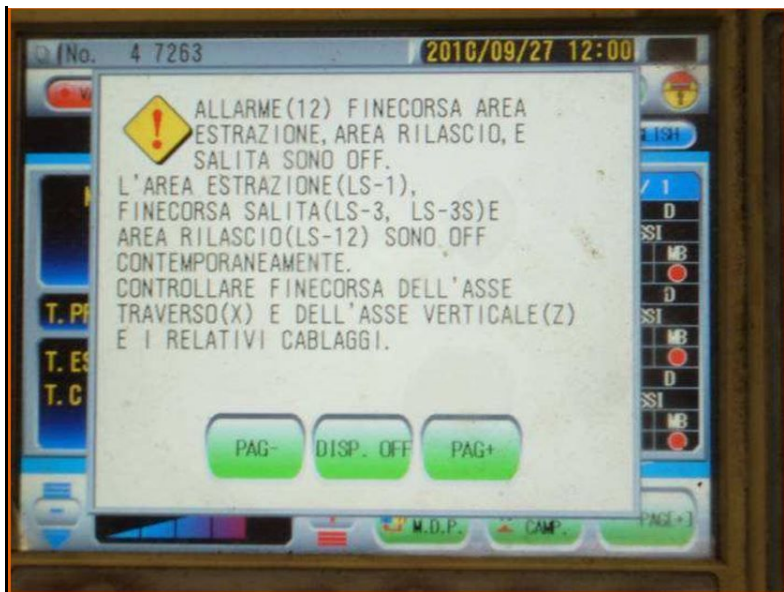 No. 4 7263
2010/09/27 12:00
ALLARME(12) FINECORSA AREA
ESTRAZIONE, AREA RILASCIO, E
SALITA SONO OFF.
L'AREA ESTRAZIONE(LS-1),
FINECORSA SALITA(LS-3, LS-3S)E
AREA RILASCIO(LS-12) SONO OFF
CONTEMPORANEAMENTE.
CONTROLLARE FINECORSA DELL'ASSE
TRAVERSO(X) E DELL'ASSE VERTICALE(Z)
E I RELATIVI CABLAGGI.
PAG-
DISP. OFF
PAG+
/ 1
D
MB
D
MB
D
MB
T. C
M.D.P.
CAMP.